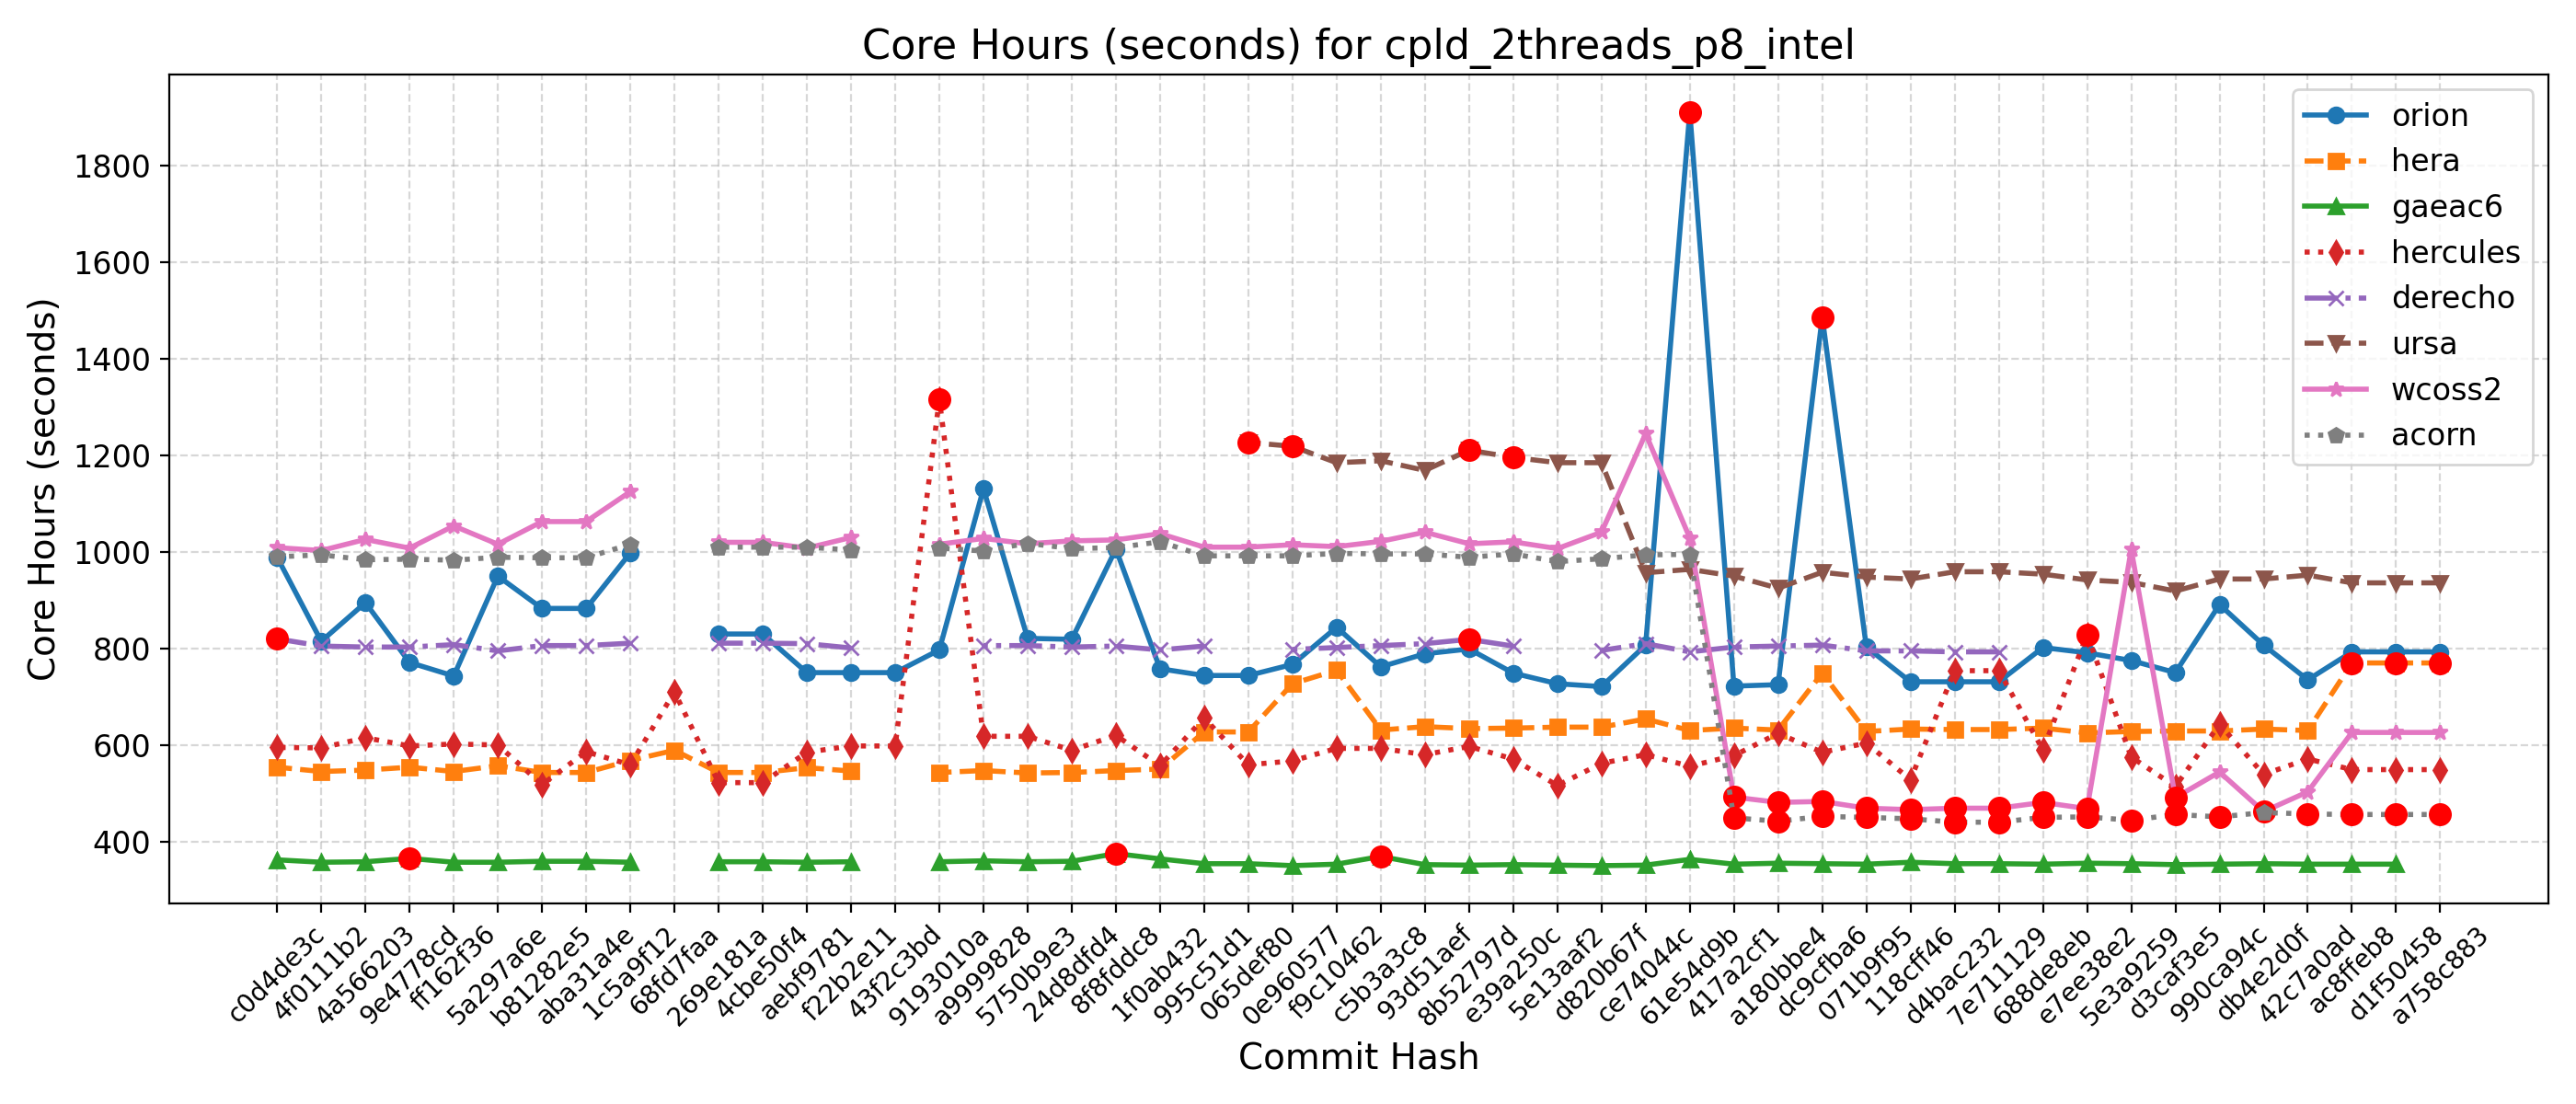 Core Hours (seconds) for cpld_2threads_p8_intel
Core Hours (seconds)
1800
1600
1400
1200
1000
800
600
400
orion
hera
gaeac6
hercules
derecho
ursa
wcoss2
acorn
c0d4de3c
4f0111b2
4a566203
9e4778cd
ff162f36
5a297a6e
b81282e5
aba31a4e
1c5a9f12
68fd7faa
269e181a
4cbe50f4
aebf9781
f22b2e11
43f2c3bd
9193010a
a9999828
5750b9e3
24d8dfd4
8f8fddc8
1f0ab432
995c51d1
065def80
0e960577
f9c10462
c5b3a3c8
93d51aef
8b52797d
e39a250c
5e13aaf2
d820b67f
ce74044c
61e54d9b
417a2cf1
a180bbe4
dc9cfba6
071b9f95
118cff46
d4bac232
7e711129
688de8eb
e7ee38e2
5e3a9259
d3caf3e5
990ca94c
db4e2d0f
42c7a0ad
ac8ffeb8
d1f50458
a758c883
Commit Hash